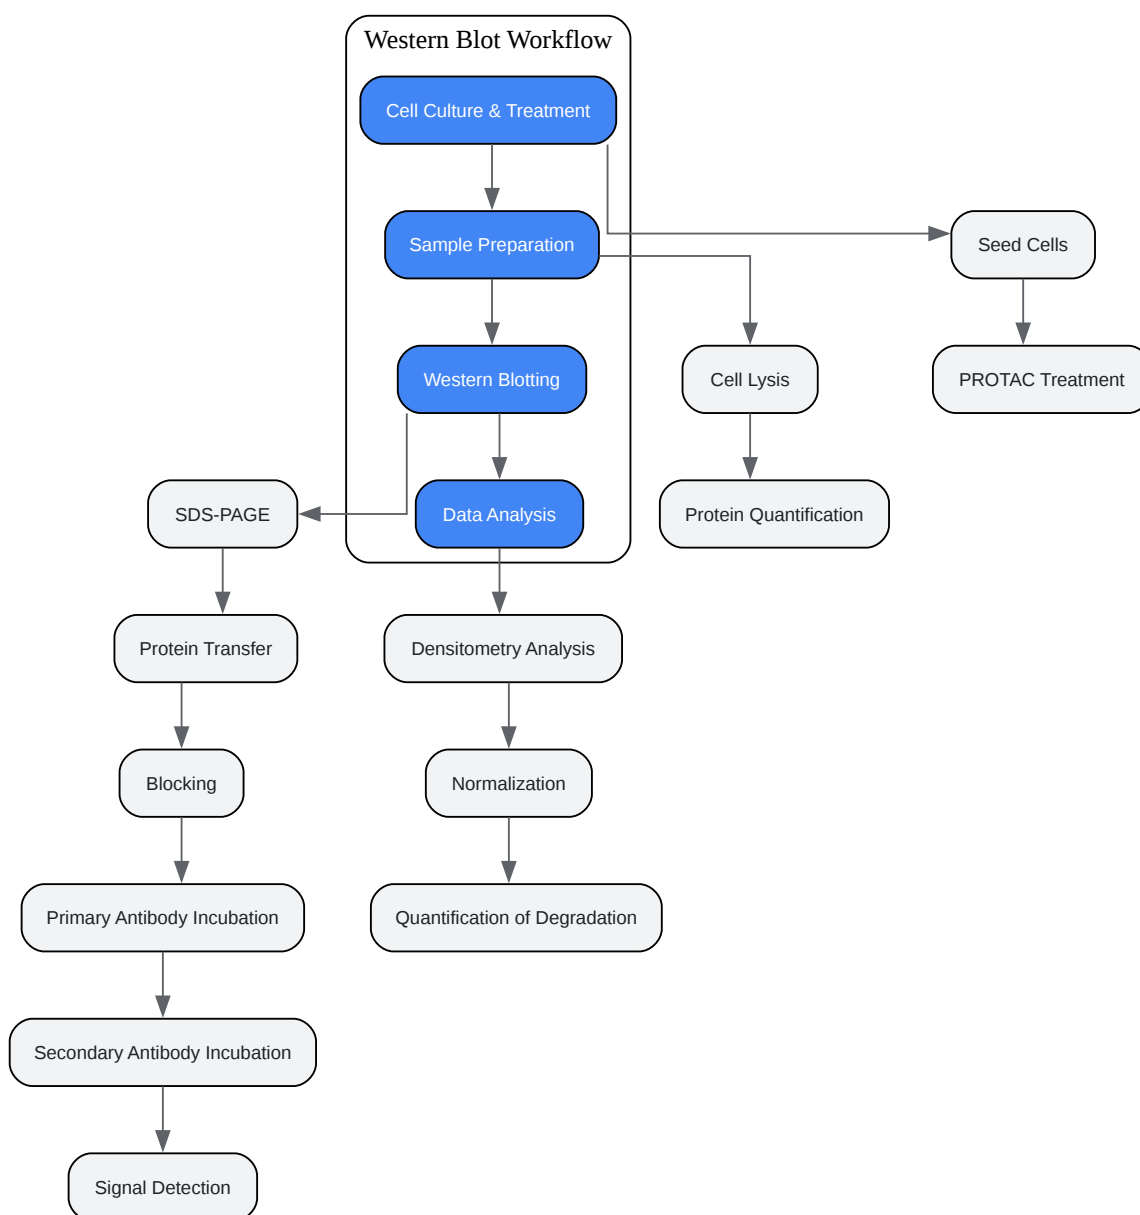 Western Blot Workflow
Cell Culture & Treatment
Sample Preparation
Seed Cells
Western Blotting
Cell Lysis
PROTAC Treatment
SDS-PAGE
Data Analysis
Protein Quantification
Protein Transfer
Densitometry Analysis
Blocking
Normalization
Primary Antibody Incubation
Quantification of Degradation
Secondary Antibody Incubation
Signal Detection